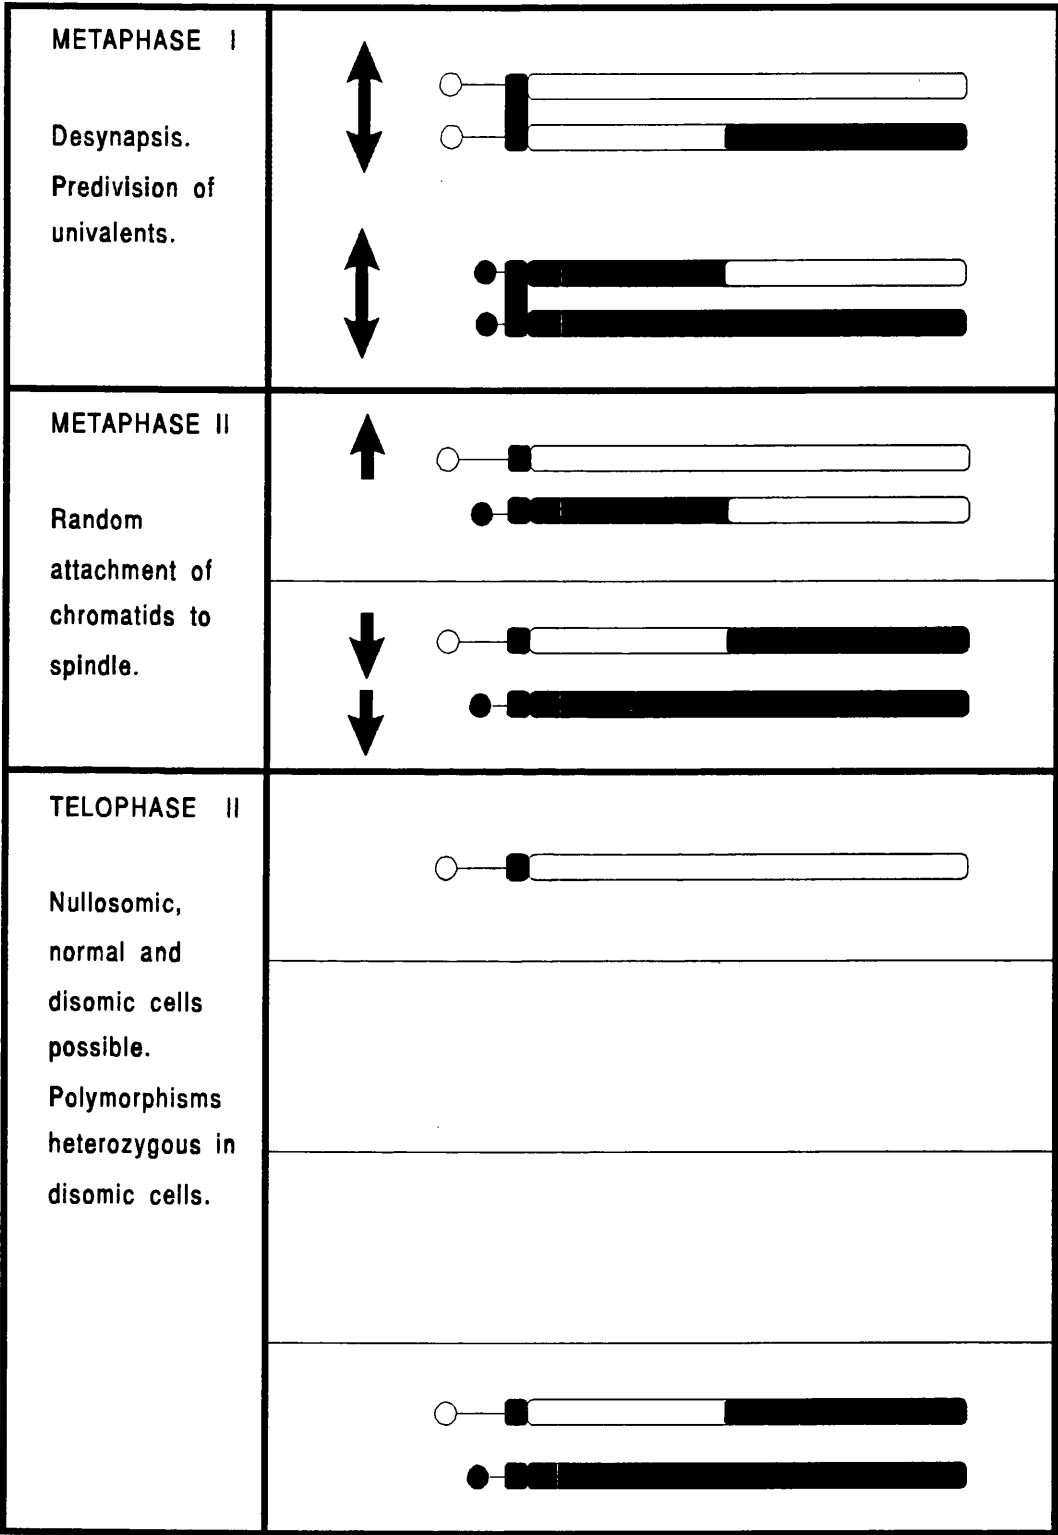 METAPHASE I
Desynapsis.
Predivision of
univalents.
METAPHASE II
Random
attachment of
chromatids to
spindle.
TELOPHASE II
Nullosomic,
normal and
disomic cells
possible.
Polymorphisms
heterozygous in
disomic cells.